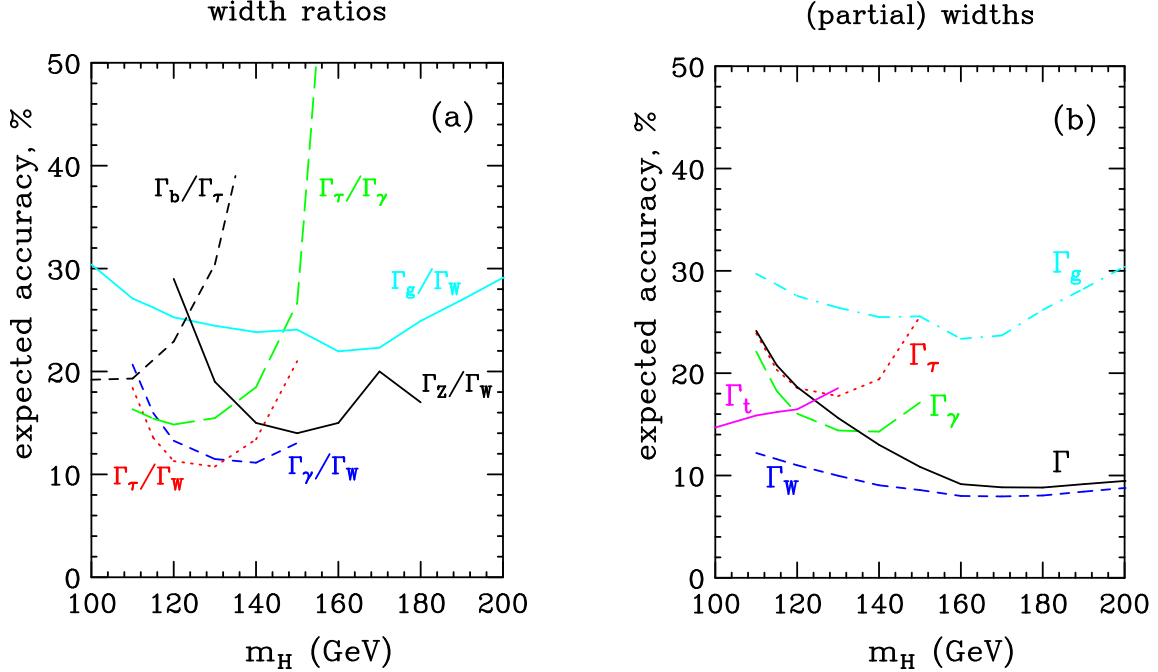 width ratios
50
40
30
20
10
0
expected accuracy, %
(a)
Γb/Γτ
Γτ/Γγ
Γg/ΓW
ΓZ/ΓW
Γτ/ΓW
Γγ/ΓW
100 120 140 160 180 200
mH (GeV)
(partial) widths
50
40
30
20
10
0
expected accuracy, %
(b)
Γg
Γτ
Γt
Γγ
Γ
ΓW
100 120 140 160 180 200
mH (GeV)